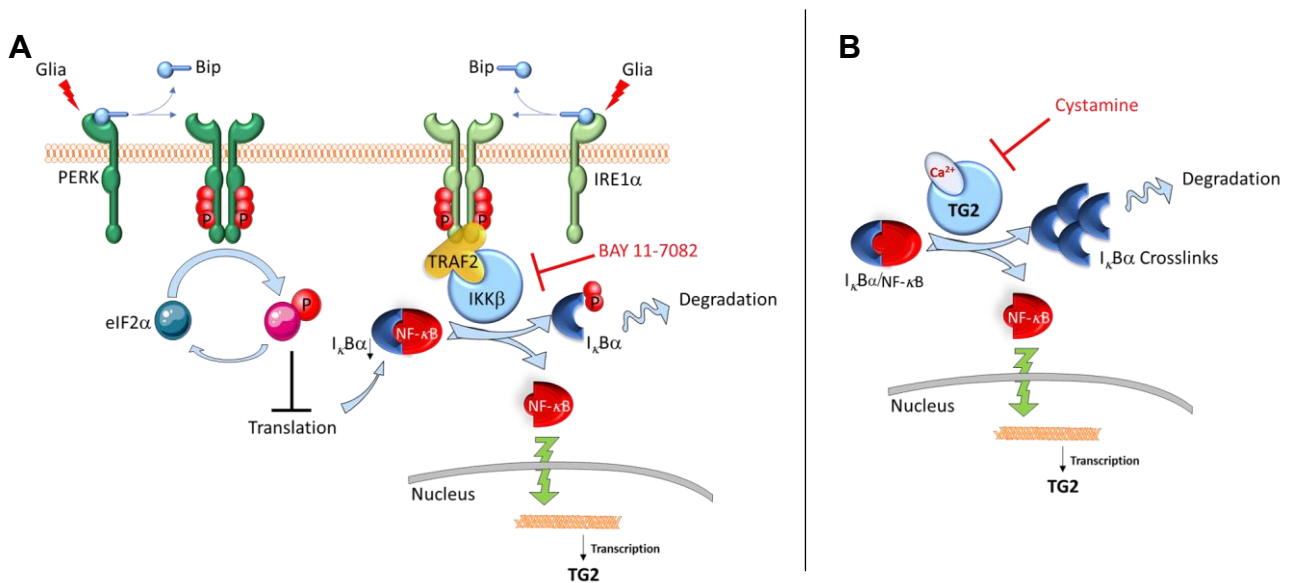 A
Glia
Bip
Bip
Glia
PERK
IRE1α
P
P
P
P
TRAF2
IKKβ
BAY 11-7082
eIF2α
P
IκBα↓
NF-κB
P
IκBα
Degradation
Translation
NF-κB
Nucleus
Transcription
TG2
B
Cystamine
Ca²⁺
TG2
Degradation
IκBα/NF-κB
IκBα Crosslinks
NF-κB
Nucleus
Transcription
TG2